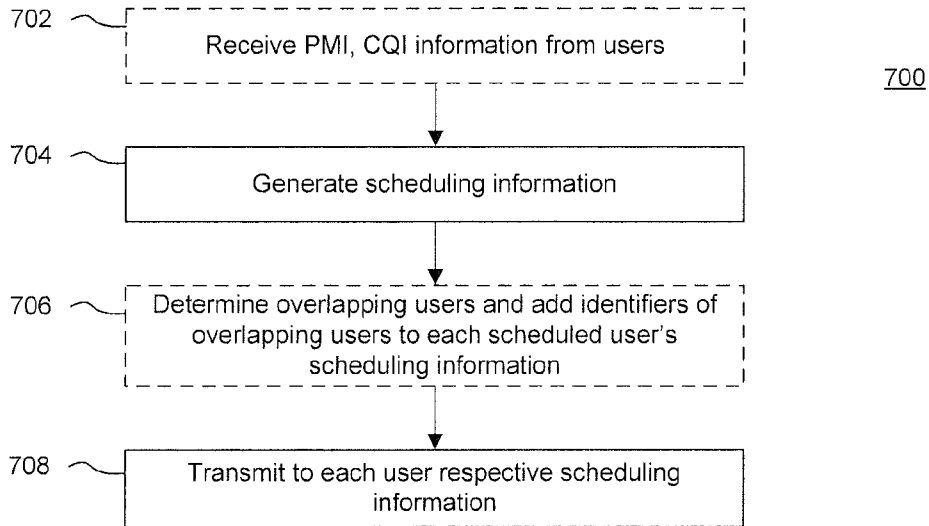 702
Receive PMI, CQI information from users
700
704
Generate scheduling information
706
Determine overlapping users and add identifiers of
overlapping users to each scheduled user's
scheduling information
708
Transmit to each user respective scheduling
information